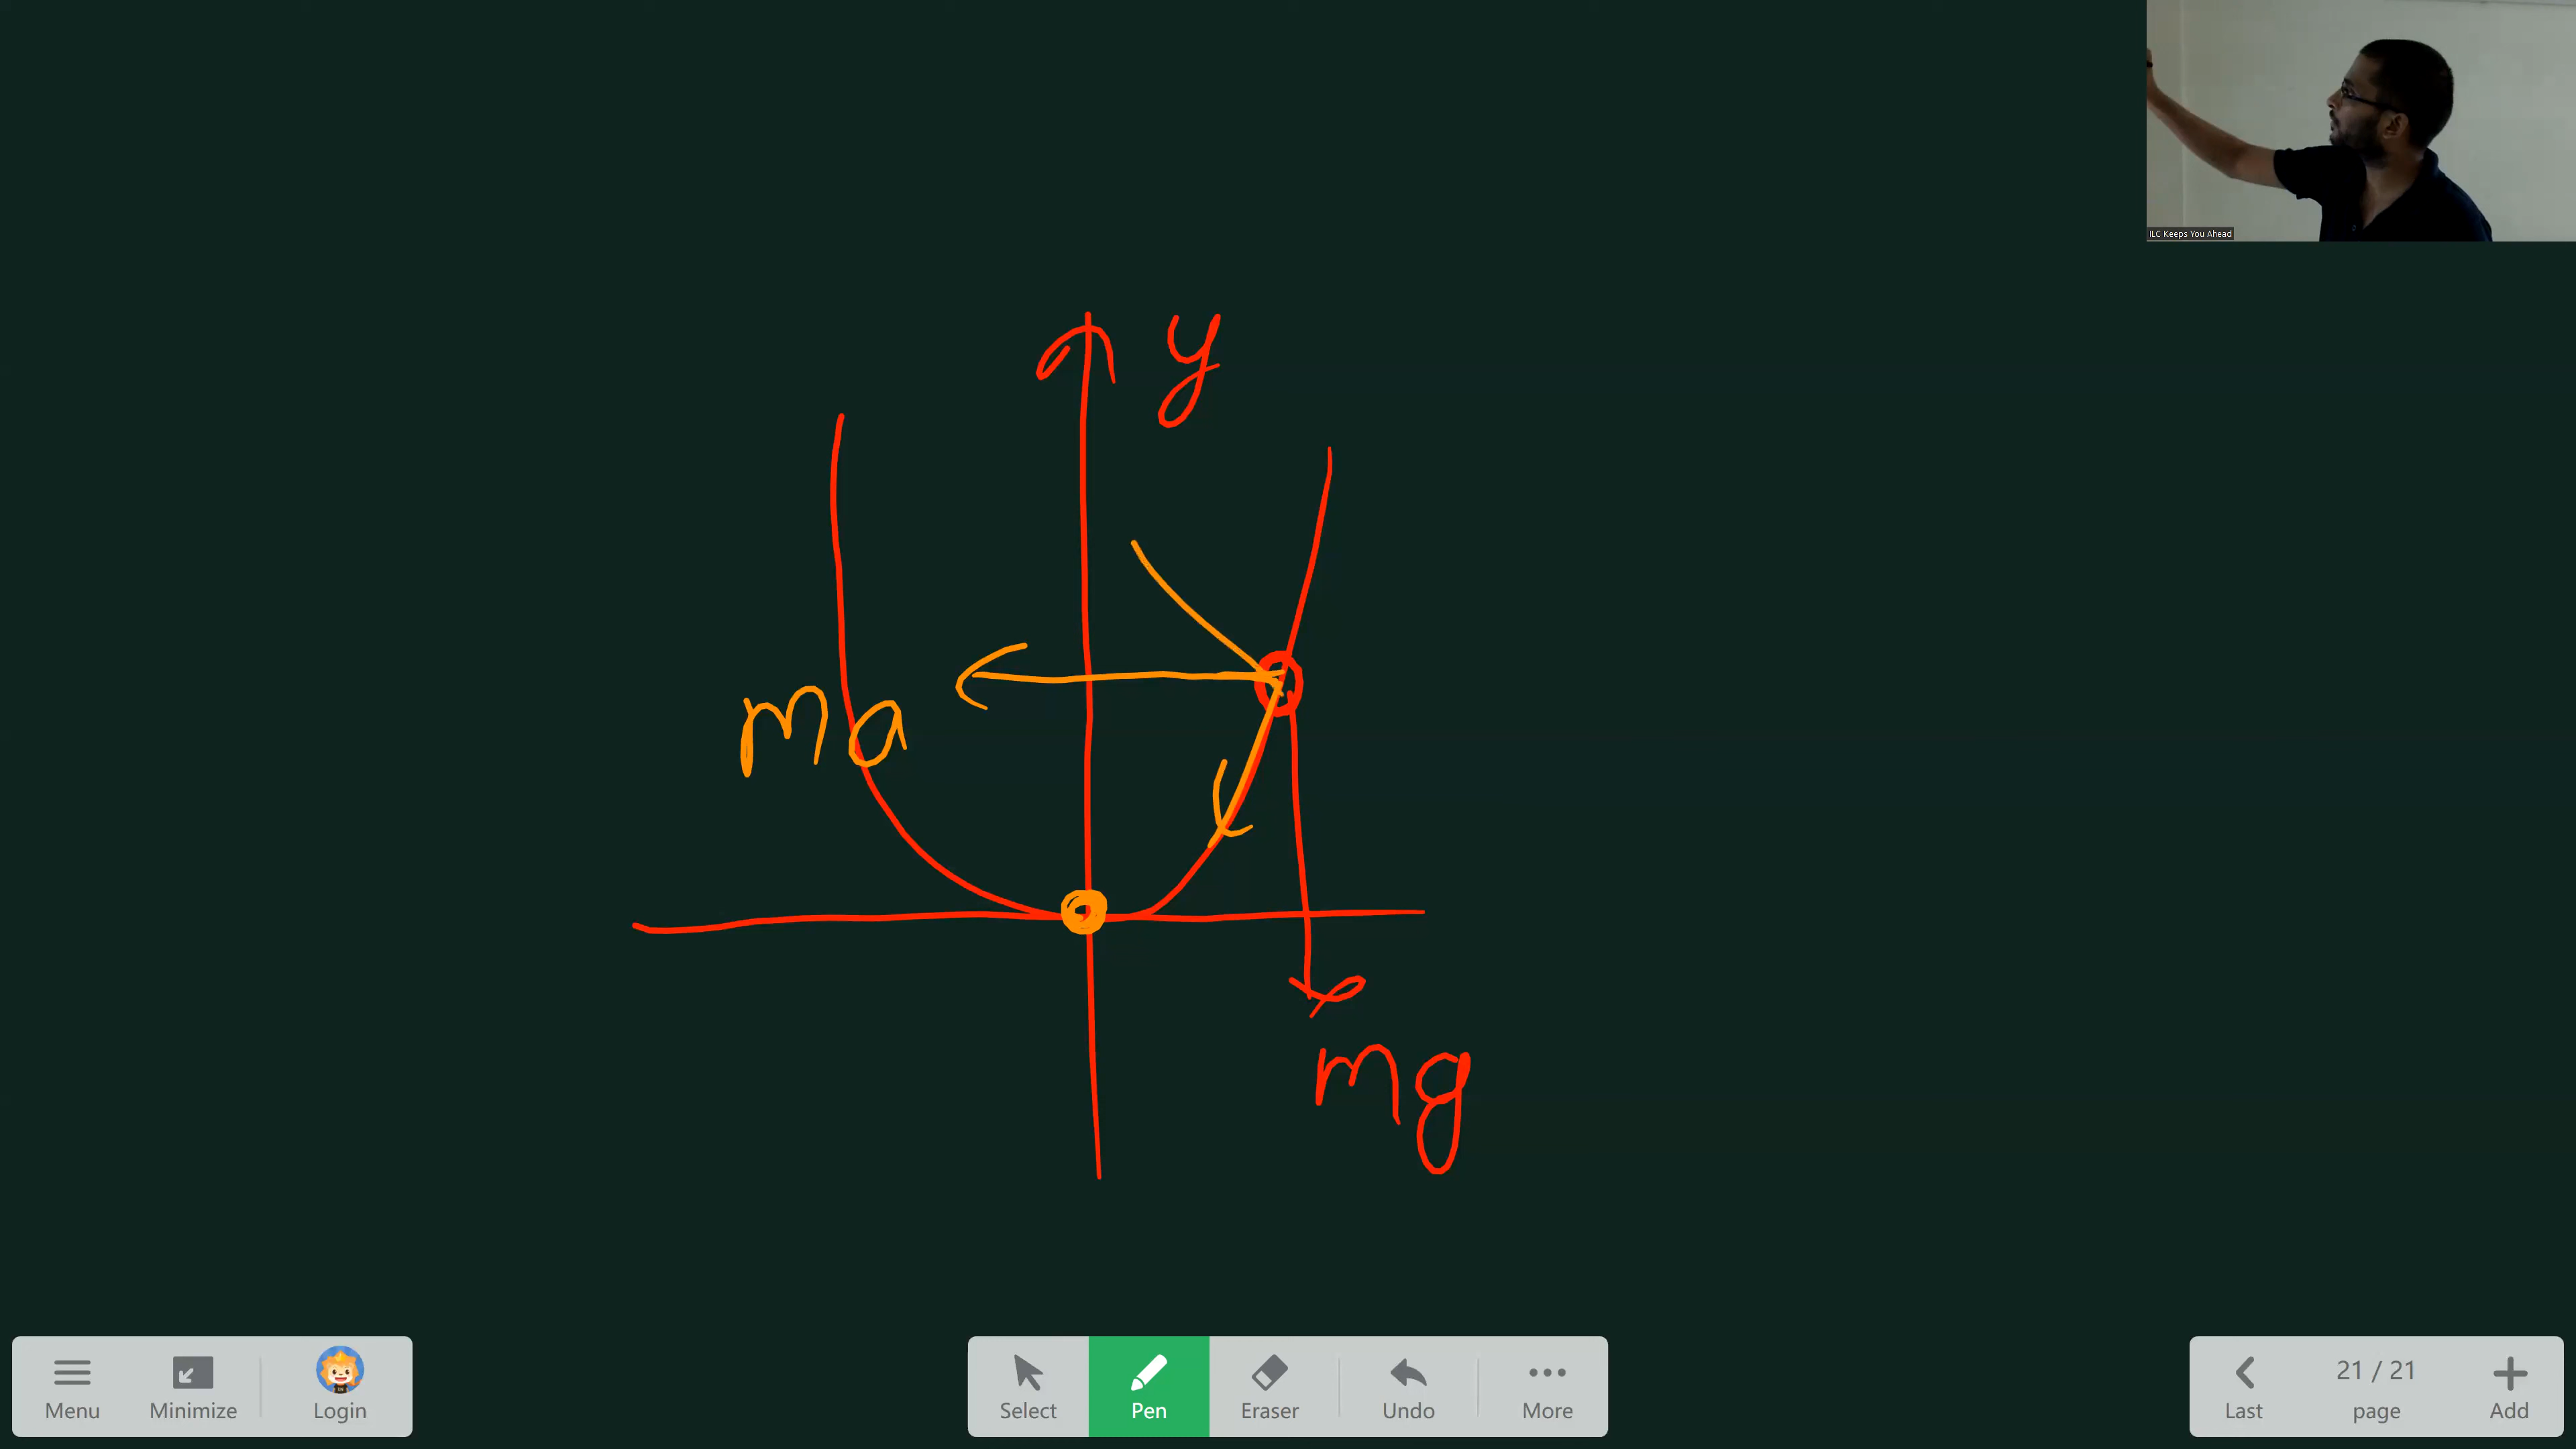 ILC Keeps You Ahead
y
ma
mg
Menu Minimize Login
Select Pen Eraser Undo More
Last 21 / 21 page Add